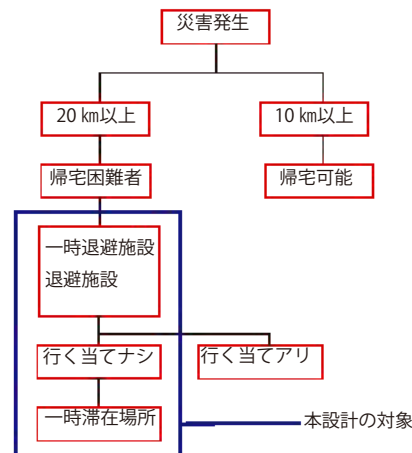 災害発生
20 ㎞以上
10 ㎞以上
帰宅困難者
帰宅可能
一時退避施設
退避施設
行く当てナシ
行く当てアリ
一時滞在場所
本設計の対象